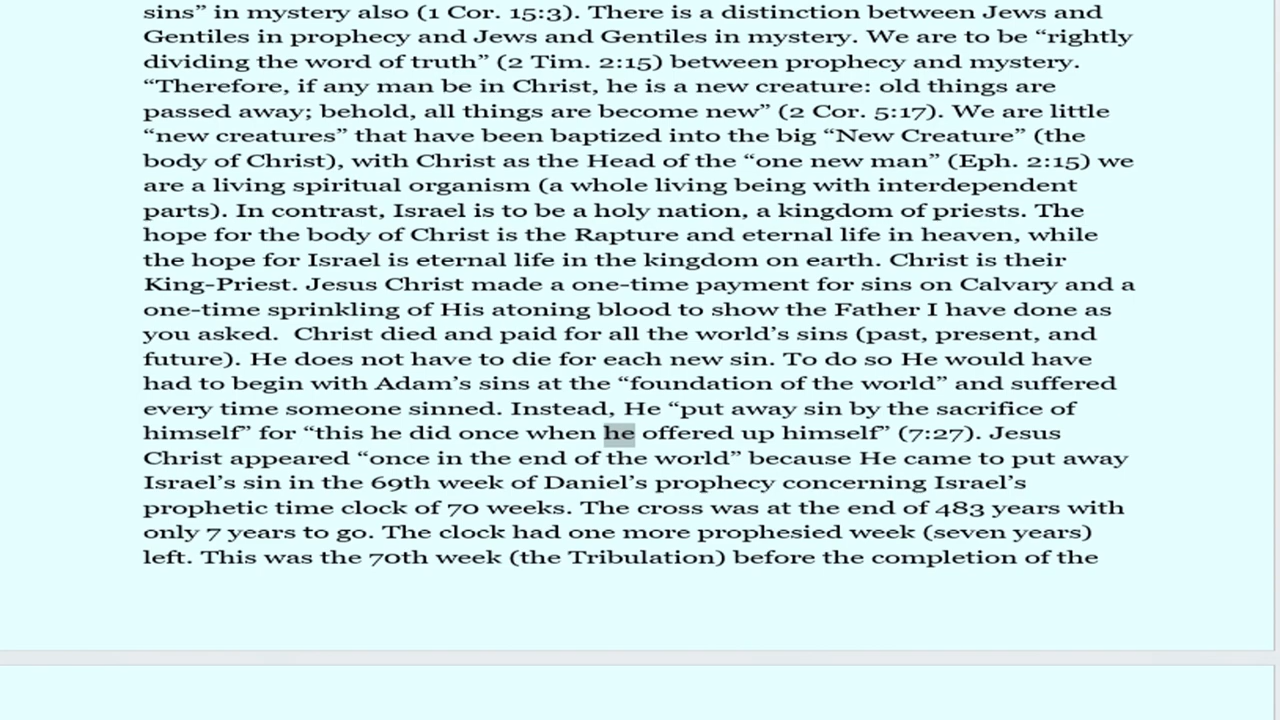 sins” in mystery also (1 Cor. 15:3). There is a distinction between Jews and
Gentiles in prophecy and Jews and Gentiles in mystery. We are to be “rightly
dividing the word of truth” (2 Tim. 2:15) between prophecy and mystery.
“Therefore, if any man be in Christ, he is a new creature: old things are
passed away; behold, all things are become new” (2 Cor. 5:17). We are little
“new creatures” that have been baptized into the big “New Creature” (the
body of Christ), with Christ as the Head of the “one new man” (Eph. 2:15) we
are a living spiritual organism (a whole living being with interdependent
parts). In contrast, Israel is to be a holy nation, a kingdom of priests. The
hope for the body of Christ is the Rapture and eternal life in heaven, while
the hope for Israel is eternal life in the kingdom on earth. Christ is their
King-Priest. Jesus Christ made a one-time payment for sins on Calvary and a
one-time sprinkling of His atoning blood to show the Father I have done as
you asked.  Christ died and paid for all the world’s sins (past, present, and
future). He does not have to die for each new sin. To do so He would have
had to begin with Adam’s sins at the “foundation of the world” and suffered
every time someone sinned. Instead, He “put away sin by the sacrifice of
himself” for “this he did once when he offered up himself” (7:27). Jesus
Christ appeared “once in the end of the world” because He came to put away
Israel’s sin in the 69th week of Daniel’s prophecy concerning Israel’s
prophetic time clock of 70 weeks. The cross was at the end of 483 years with
only 7 years to go. The clock had one more prophesied week (seven years)
left. This was the 70th week (the Tribulation) before the completion of the